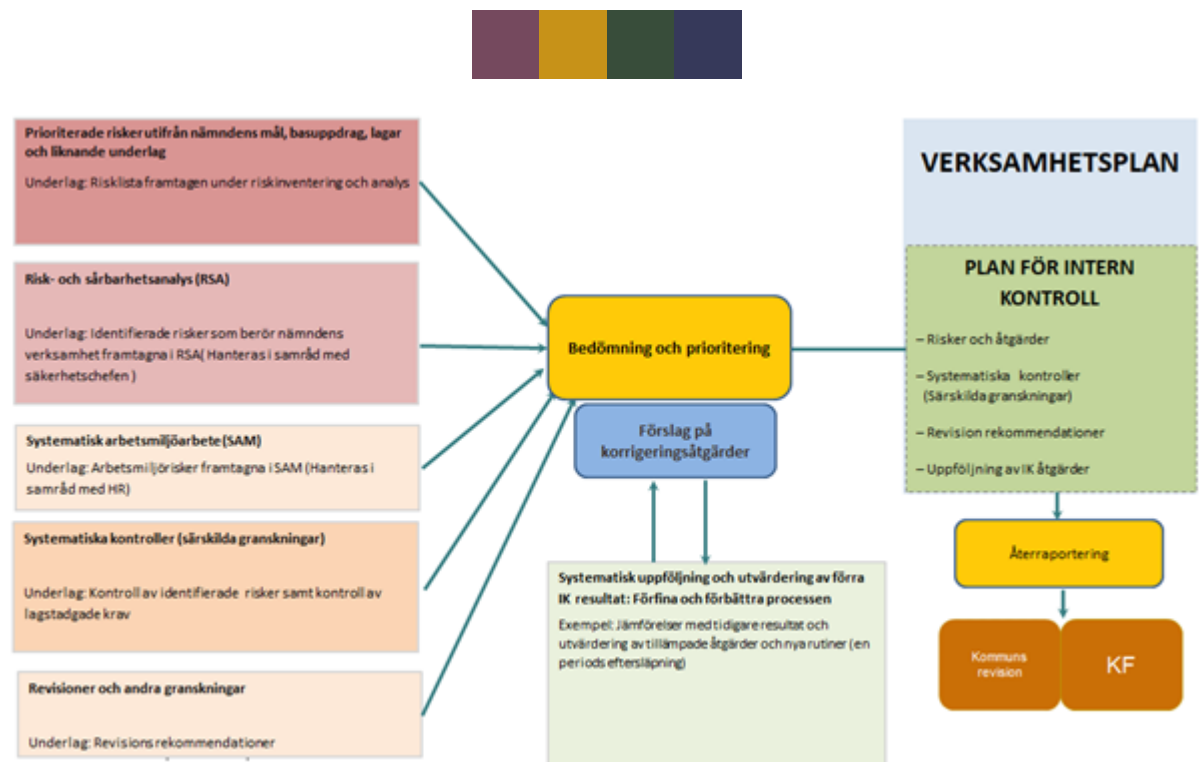 Prioriterade risker utifrån nämndens mål, basuppdrag, lagar
och liknande underlag
Underlag: Risklista framtagen under riskinventering och analys
Risk- och sårbarhetsanalys (RSA)
Underlag: Identifierade risker som berör nämndens
verksamhet framtagna i RSA( Hanteras i samråd med
säkerhetschefen )
Systematisk arbetsmiljöarbete (SAM)
Underlag: Arbetsmiljörisker framtagna i SAM (Hanteras i
samråd med HR)
Systematiska kontroller (särskilda granskningar)
Underlag: Kontroll av identifierade risker samt kontroll av
lagstadgade krav
Revisioner och andra granskningar
Underlag: Revisions rekommendationer
Bedömning och prioritering
Förslag på
korrigeringsåtgärder
Systematisk uppföljning och utvärdering av förra
IK resultat: Förfina och förbättra processen
Exempel: Jämförelser med tidigare resultat och
utvärdering av tillämpade åtgärder och nya rutiner (en
periods eftersläpning)
VERKSAMHETSPLAN
PLAN FÖR INTERN
KONTROLL
– Risker och åtgärder
– Systematiska kontroller
(Särskilda granskningar)
– Revision rekommendationer
– Uppföljning av IK åtgärder
Återraportering
Kommuns
revision
KF